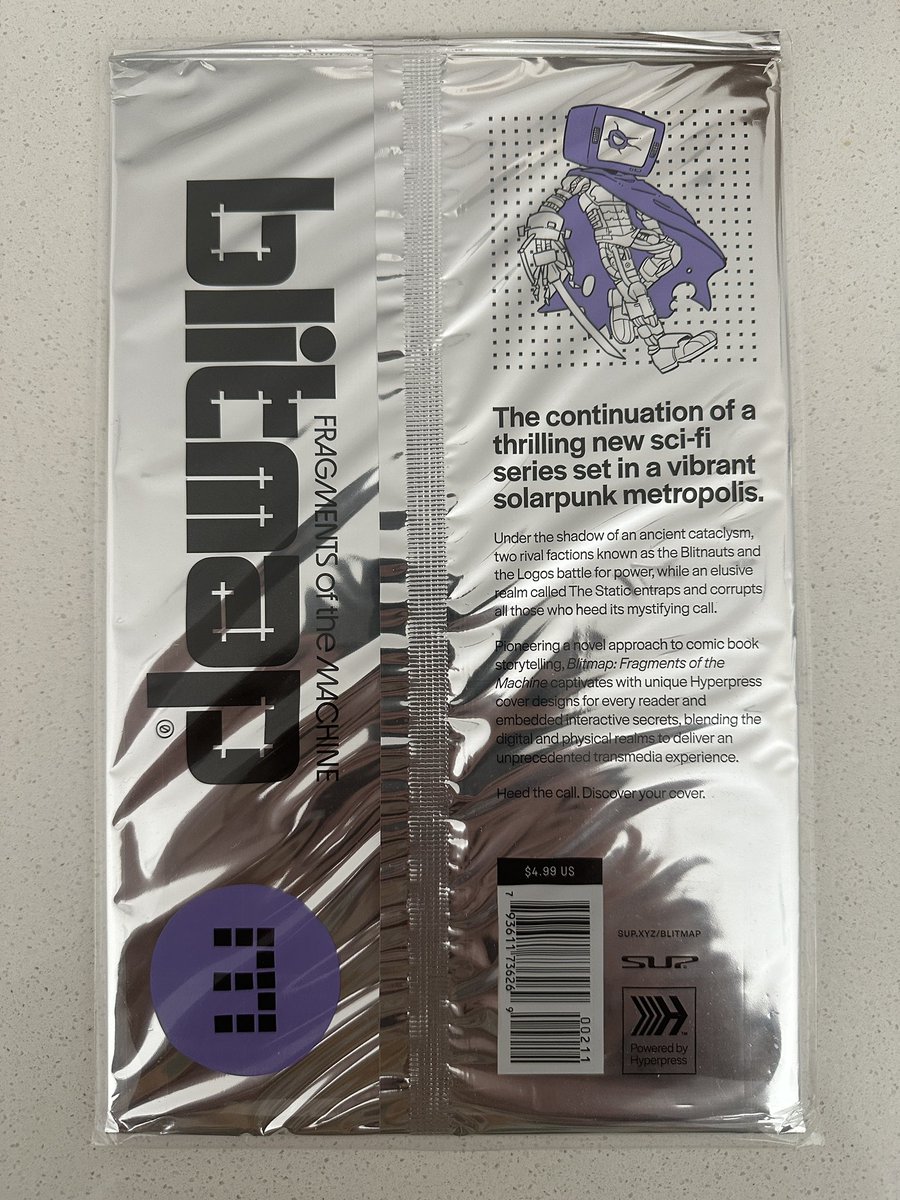 blitmap
FRAGMENTS of the MACHINE
The continuation of a
thrilling new sci-fi
series set in a vibrant
solarpunk metropolis.
Under the shadow of an ancient cataclysm,
two rival factions known as the Blitnauts and
the Logos battle for power, while an elusive
realm called The Static entraps and corrupts
all those who heed its mystifying call.
Pioneering a novel approach to comic book
storytelling, Blitmap: Fragments of the
Machine captivates with unique Hyperpress
cover designs for every reader and
embedded interactive secrets, blending the
digital and physical realms to deliver an
unprecedented transmedia experience.
Heed the call. Discover your cover.
$4.99 US
7 93611 73626 9
00211
SUP.XYZ/BLITMAP
SUP?
Powered by
Hyperpress